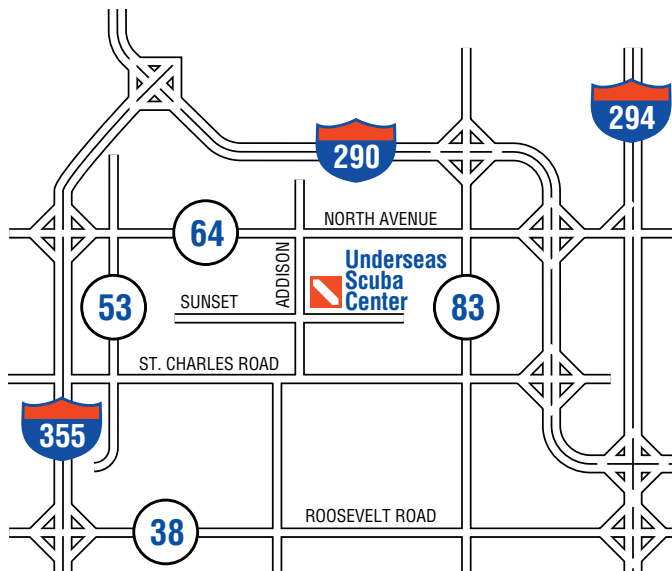 294
290
NORTH AVENUE
64
ADDISON
Underseas
Scuba
Center
SUNSET
53
83
ST. CHARLES ROAD
355
ROOSEVELT ROAD
38